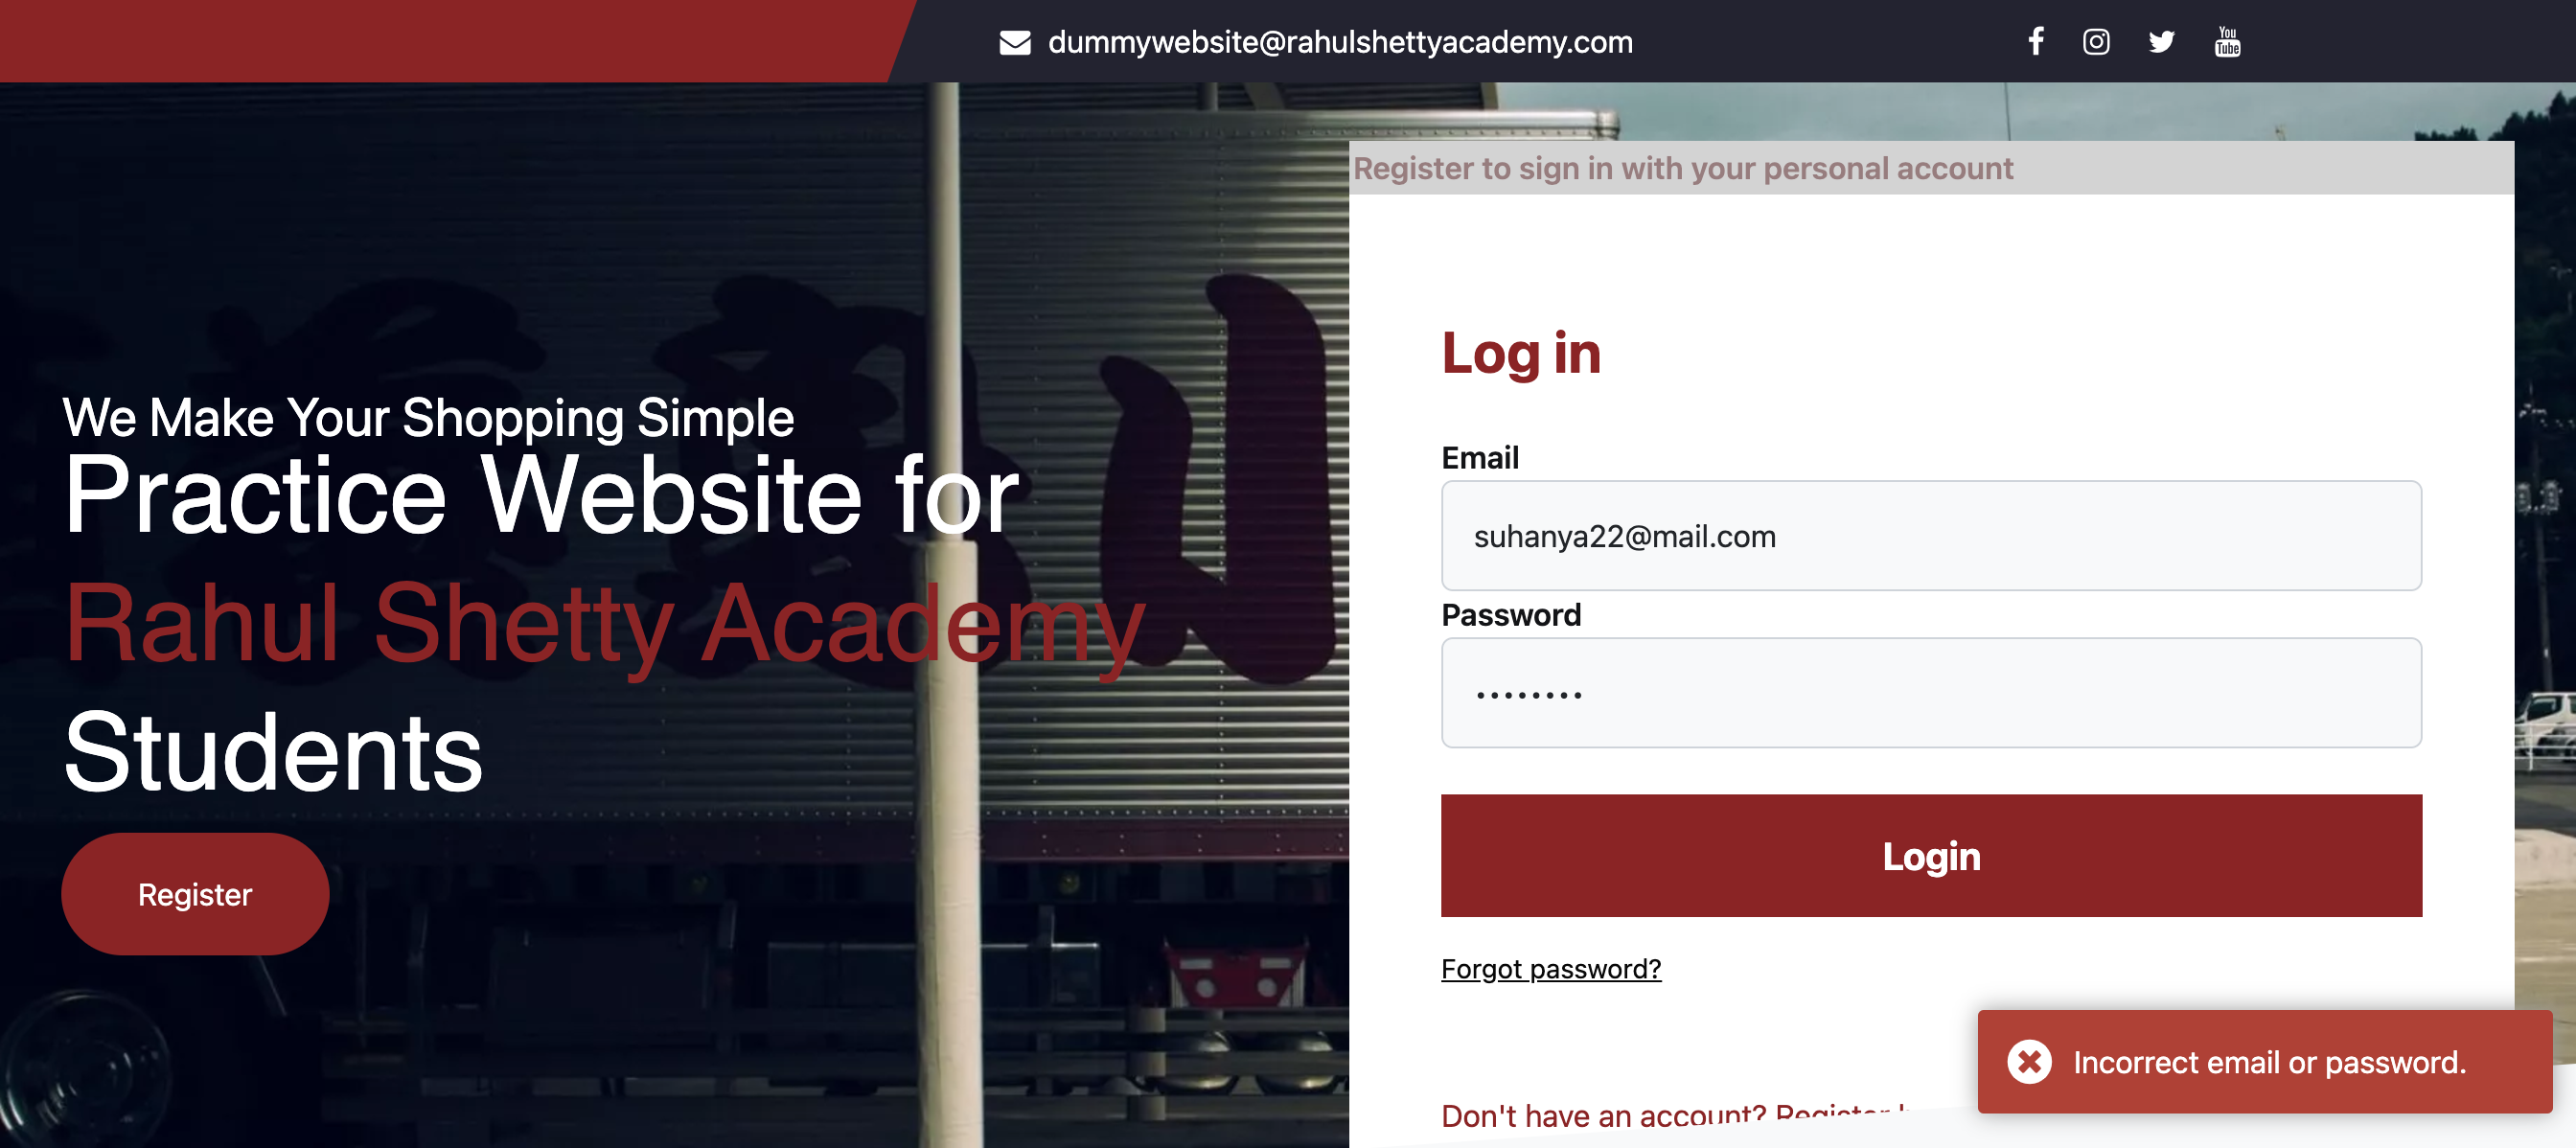 dummywebsite@rahulshettyacademy.com
You
Tube
Register to sign in with your personal account
We Make Your Shopping Simple
Practice Website for
Rahul Shetty Academy
Students
Register
Log in
Email
suhanya22@mail.com
Password
••••••••
Login
Forgot password?
Don't have an account? Register
Incorrect email or password.